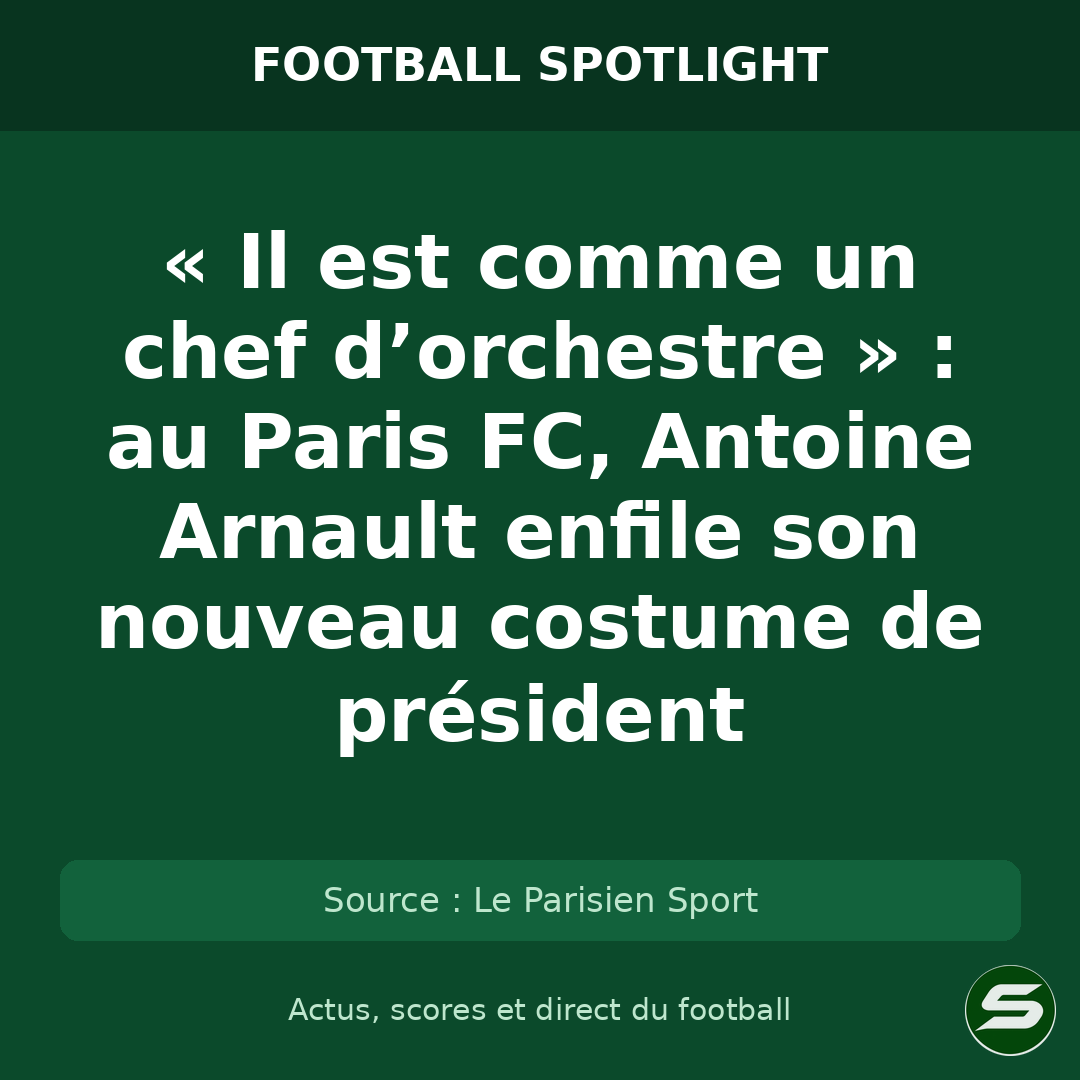 FOOTBALL SPOTLIGHT
« Il est comme un
chef d’orchestre » :
au Paris FC, Antoine
Arnault enfile son
nouveau costume de
président
Source : Le Parisien Sport
Actus, scores et direct du football